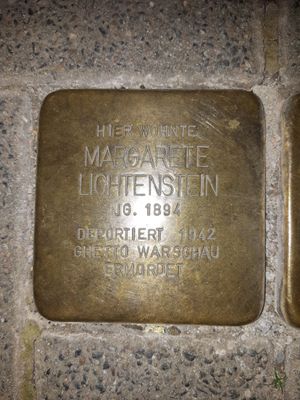 HIER WOHNTE
MARGARETE
LICHTENSTEIN
JG. 1894
DEPORTIERT 1942
GHETTO WARSCHAU
ERMORDET